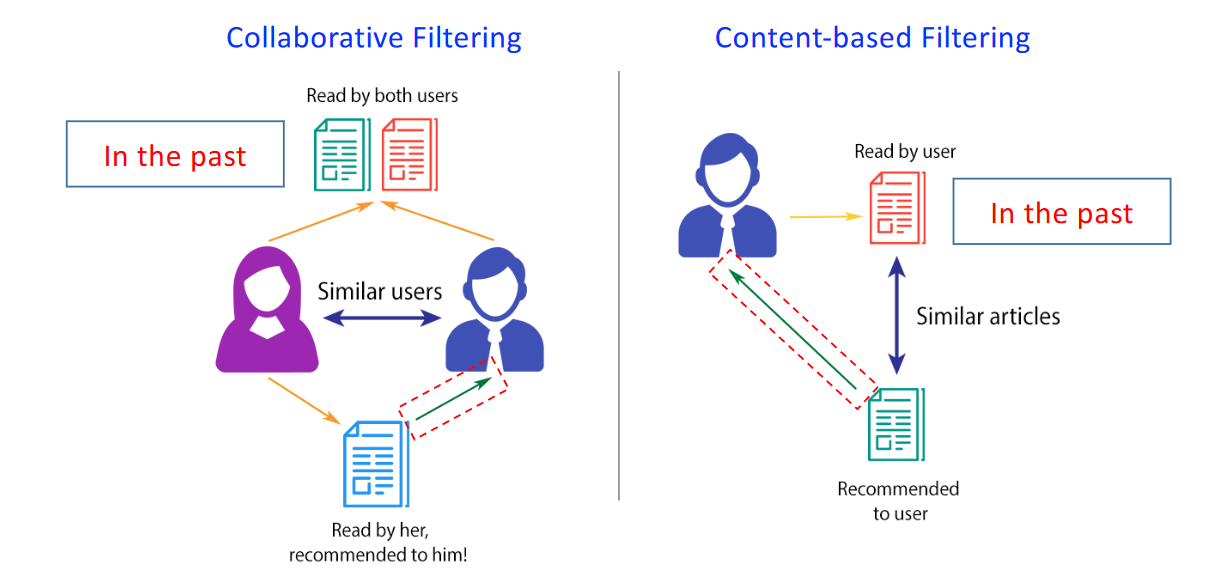 Collaborative Filtering
Read by both users
In the past
Similar users
Read by her,
recommended to him!
Content-based Filtering
Read by user
In the past
Similar articles
Recommended
to user